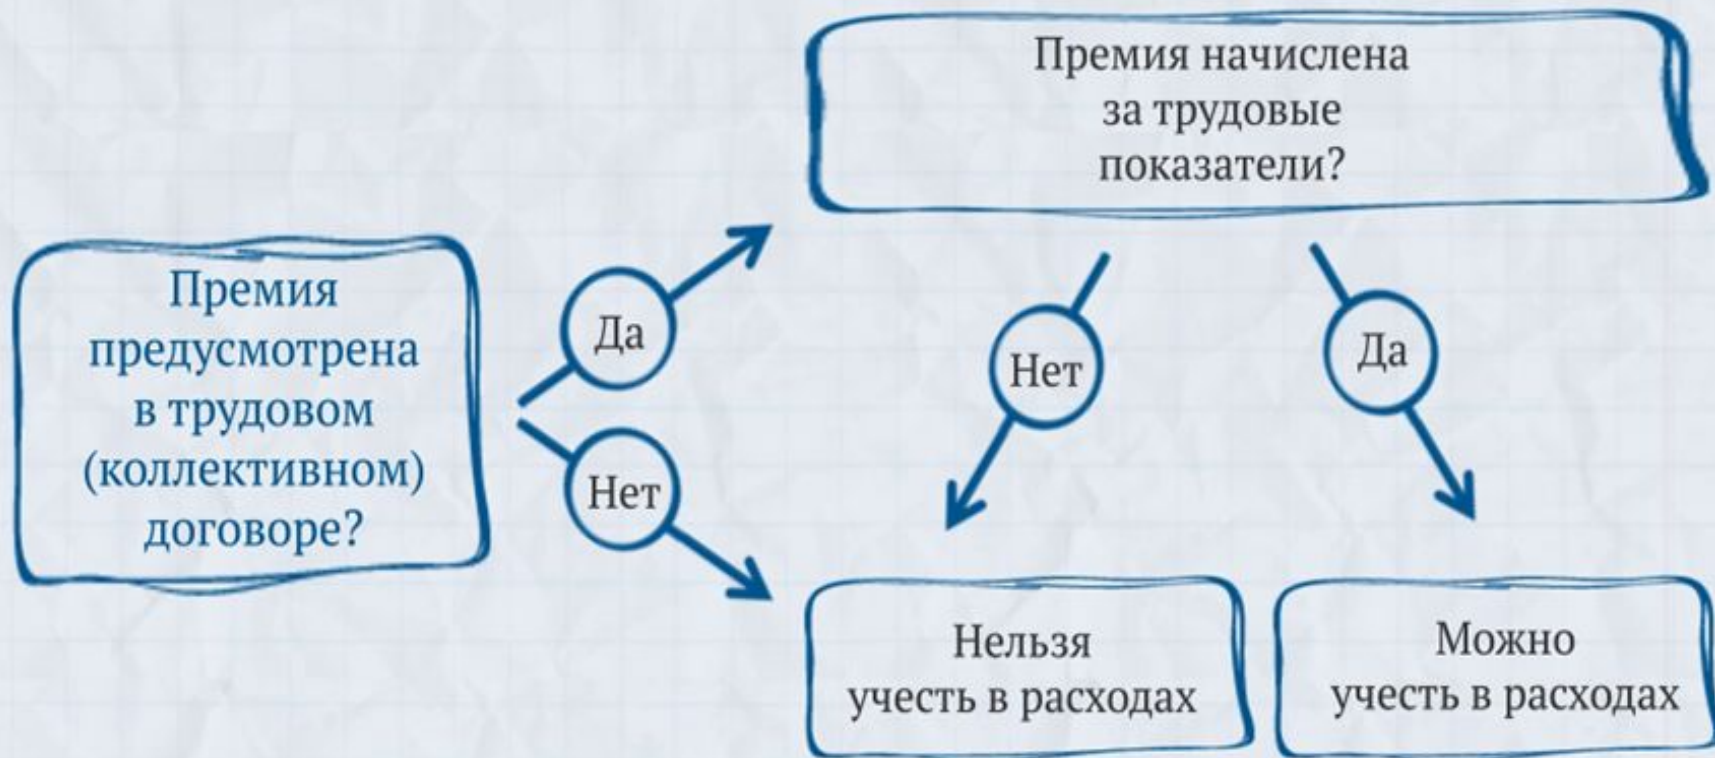 Премия
предусмотрена
в трудовом
(коллективном)
договоре?
Да
Нет
Премия начислена
за трудовые
показатели?
Нет
Да
Нельзя
учесть в расходах
Можно
учесть в расходах